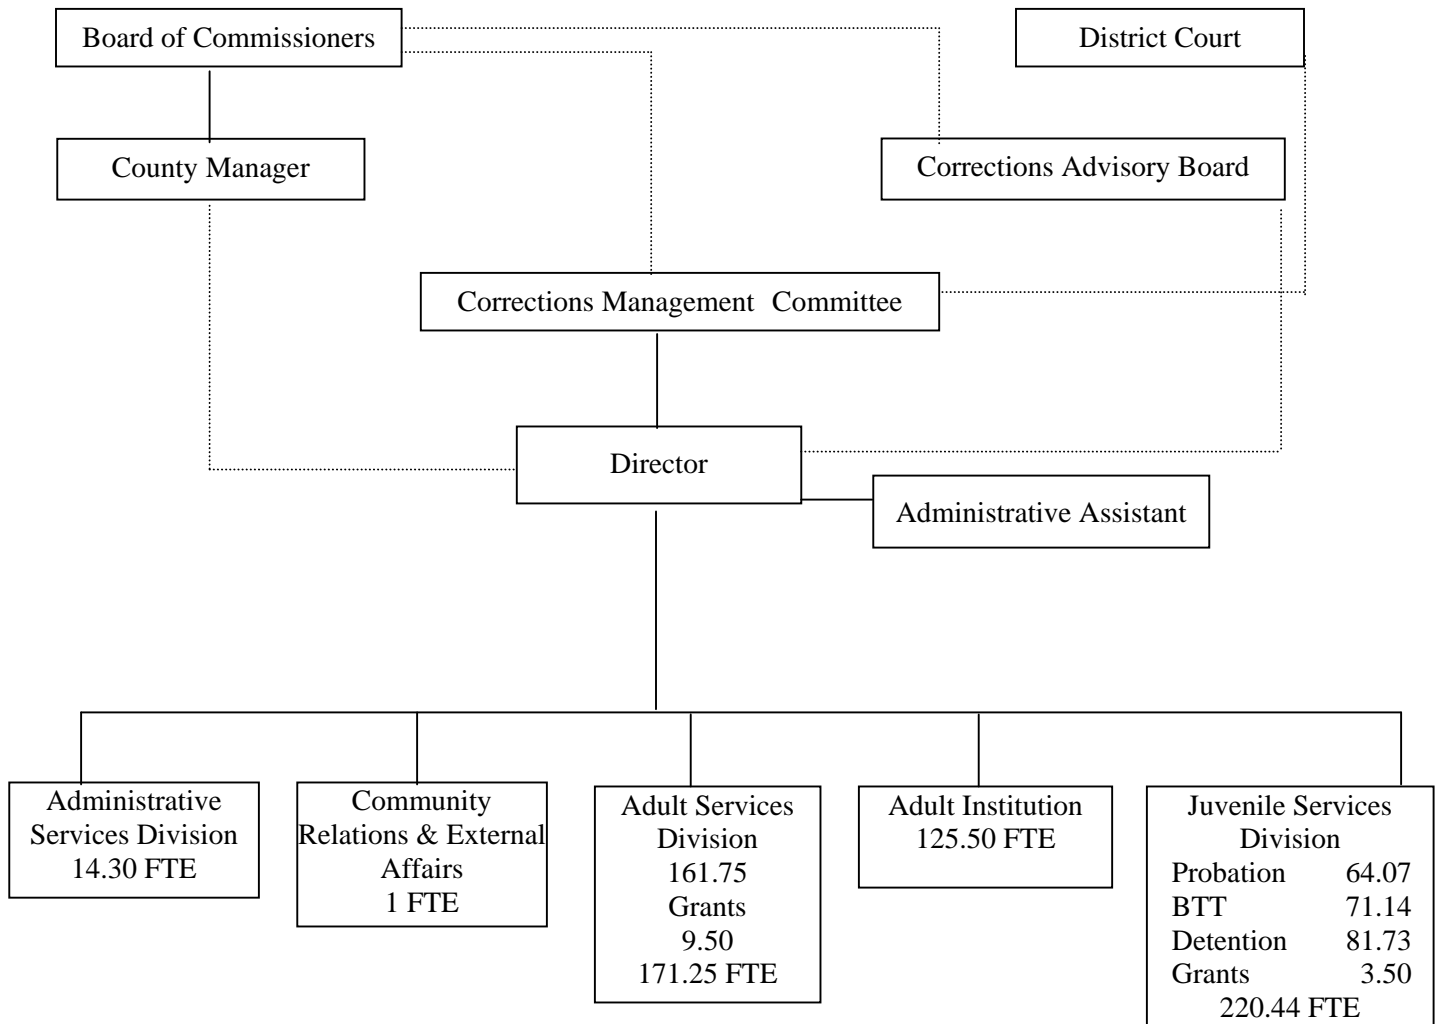 Board of Commissioners
District Court
County Manager
Corrections Advisory Board
Corrections Management Committee
Director
Administrative Assistant
Administrative
Services Division
14.30 FTE
Community
Relations & External
Affairs
1 FTE
Adult Services
Division
161.75
Grants
9.50
171.25 FTE
Adult Institution
125.50 FTE
Juvenile Services
Division
Probation 64.07
BTT 71.14
Detention 81.73
Grants 3.50
220.44 FTE